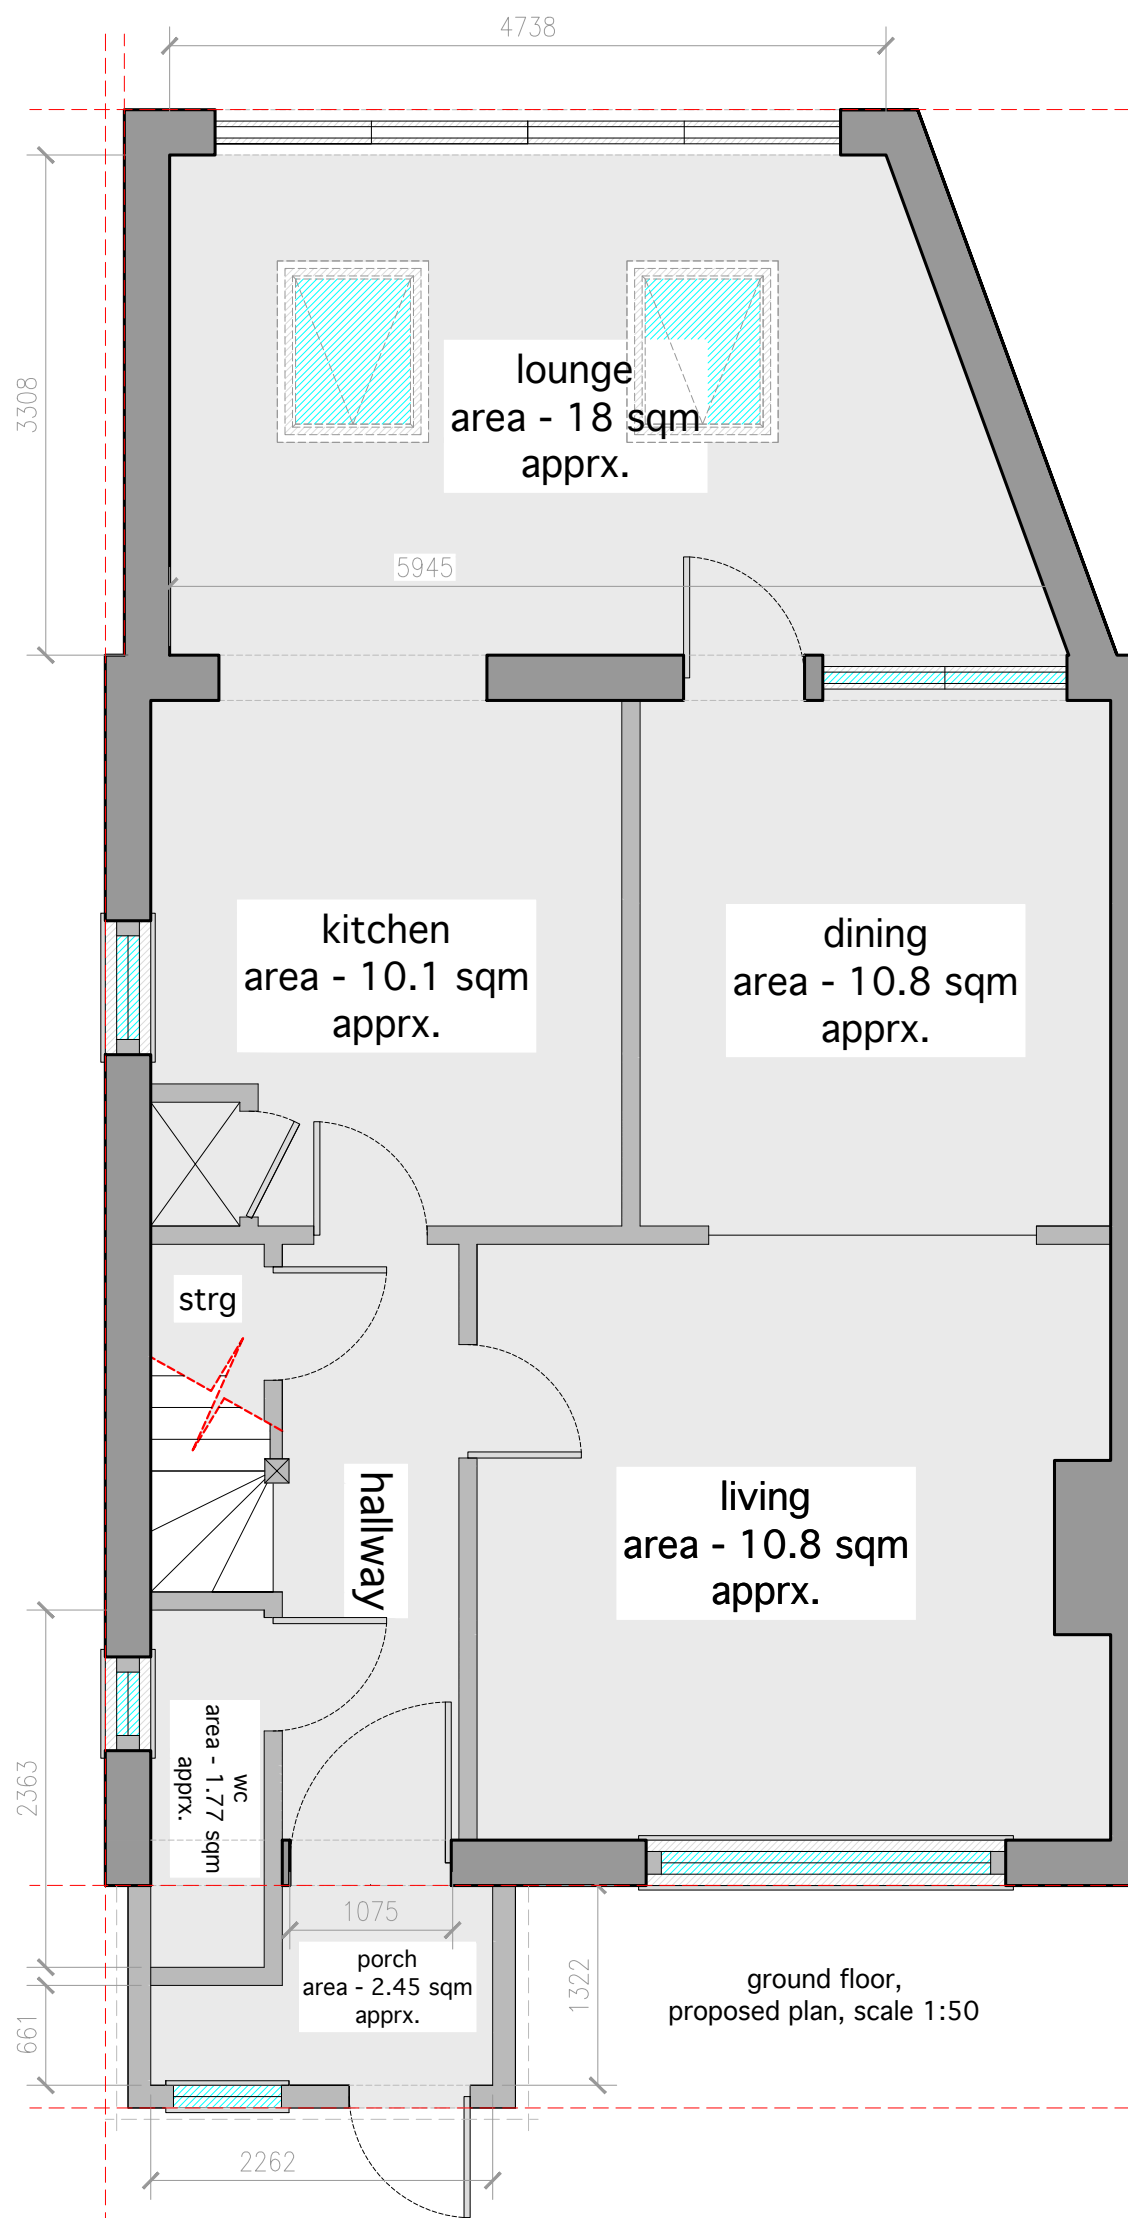 4738
3308
lounge
area - 18 sqm
apprx.
5945
kitchen
area - 10.1 sqm
apprx.
dining
area - 10.8 sqm
apprx.
strg
hallway
living
area - 10.8 sqm
apprx.
2363
wc
area - 1.77 sqm
apprx.
1075
porch
area - 2.45 sqm
apprx.
1322
661
ground floor,
proposed plan, scale 1:50
2262